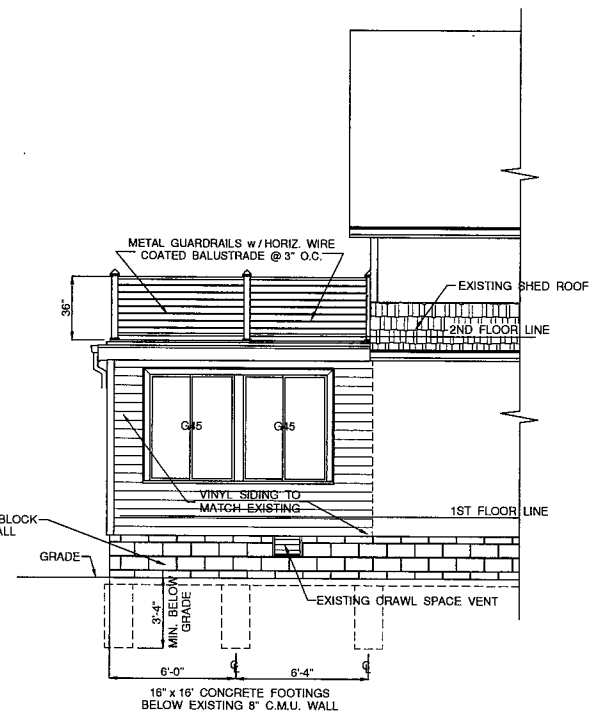 METAL GUARDRAILS w/HORIZ. WIRE
COATED BALUSTRADE @ 3" O.C.
36"
EXISTING SHED ROOF
2ND FLOOR LINE
G45
G45
VINYL SIDING TO
MATCH EXISTING
1ST FLOOR LINE
BLOCK
ALL
GRADE
3'-4"
MIN. BELOW
GRADE
EXISTING CRAWL SPACE VENT
6'-0"
6'-4"
16" x 16' CONCRETE FOOTINGS
BELOW EXISTING 8" C.M.U. WALL